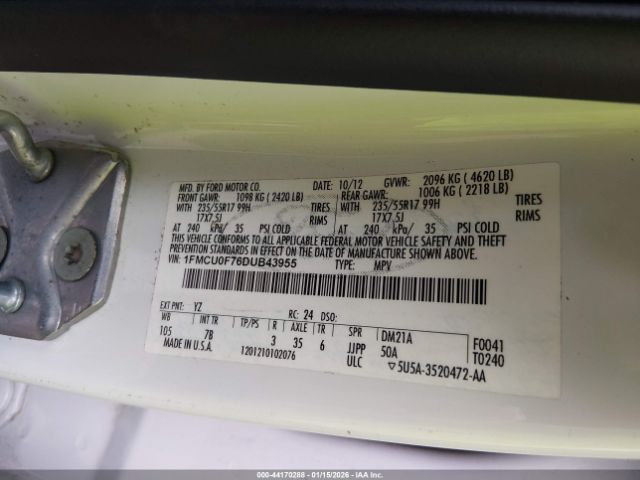 MFD. BY FORD MOTOR CO. DATE: 10/12 GVWR: 2096 KG ( 4620 LB)
FRONT GAWR: 1098 KG ( 2420 LB) REAR GAWR: 1006 KG ( 2218 LB)
WITH 235/55R17 99H TIRES WITH 235/55R17 99H TIRES
17X7.5J RIMS 17X7.5J RIMS
AT 240 kPa/ 35 PSI COLD AT 240 kPa/ 35 PSI COLD
THIS VEHICLE CONFORMS TO ALL APPLICABLE FEDERAL MOTOR VEHICLE SAFETY AND THEFT
PREVENTION STANDARDS IN EFFECT ON THE DATE OF MANUFACTURE SHOWN ABOVE.
VIN: 1FMCU0F76DUB43955 TYPE: MPV
EXT PNT: YZ RC: 24 DSO:
WB INT TR TP/PS R AXLE TR SPR DM21A F0041
105 7B 3 35 6 JJPP 50A T0240
MADE IN U.S.A. 1201210102076 ULC ▽5U5A-3520472-AA
000-44170288 - 01/15/2026 - IAAI.COM